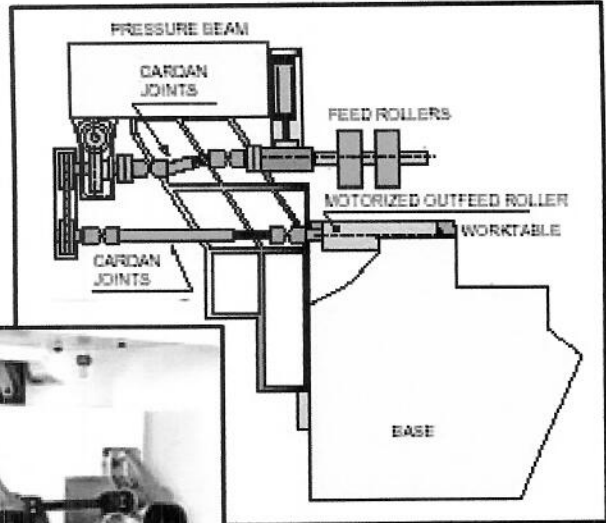 PRESSURE BEAM
CARDAN
JOINTS
FEED ROLLERS
MOTORIZED OUTFEED ROLLER
WORKTABLE
CARDAN
JOINTS
BASE